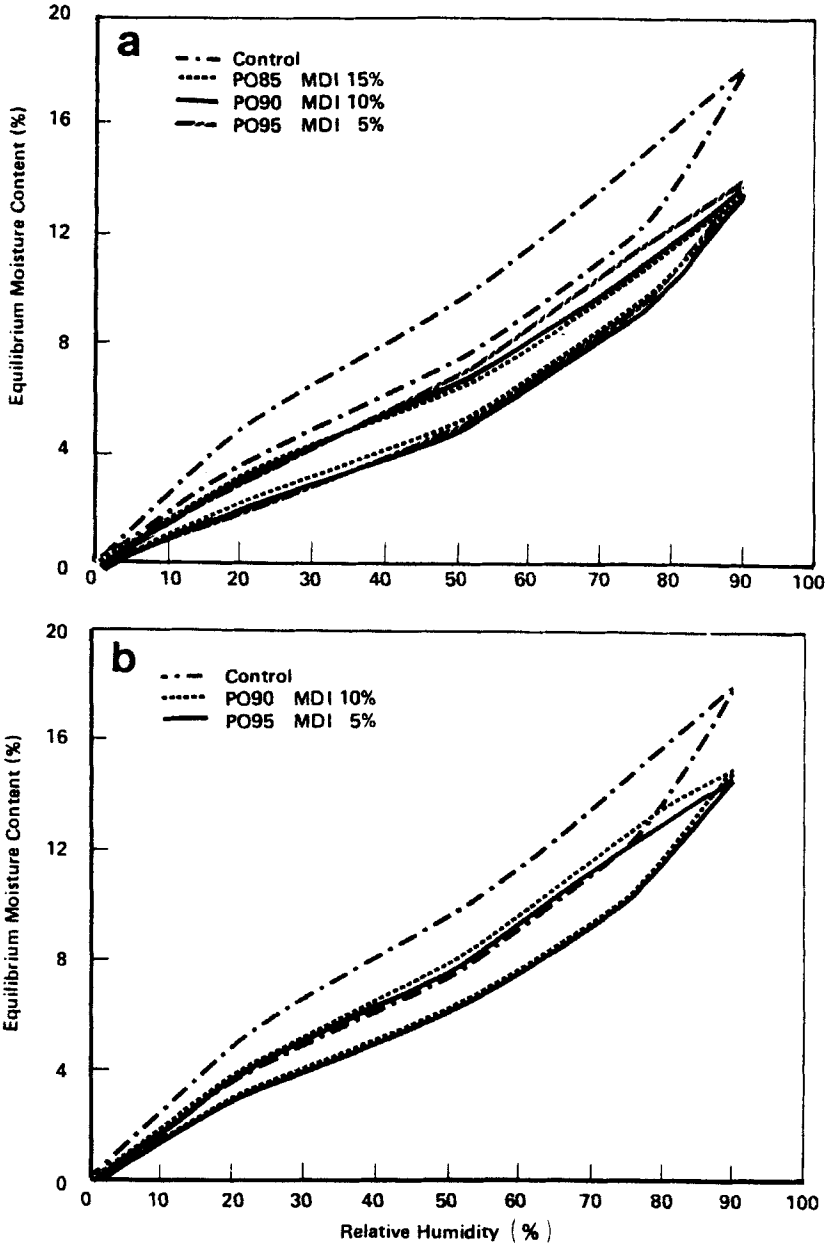 20
16
12
8
4
0
Equilibrium Moisture Content (%)
a
Control
PO85 MDI 15%
PO90 MDI 10%
PO95 MDI 5%
0 10 20 30 40 50 60 70 80 90 100
20
16
12
8
4
0
Equilibrium Moisture Content (%)
b
Control
PO90 MDI 10%
PO95 MDI 5%
0 10 20 30 40 50 60 70 80 90 100
Relative Humidity (%)